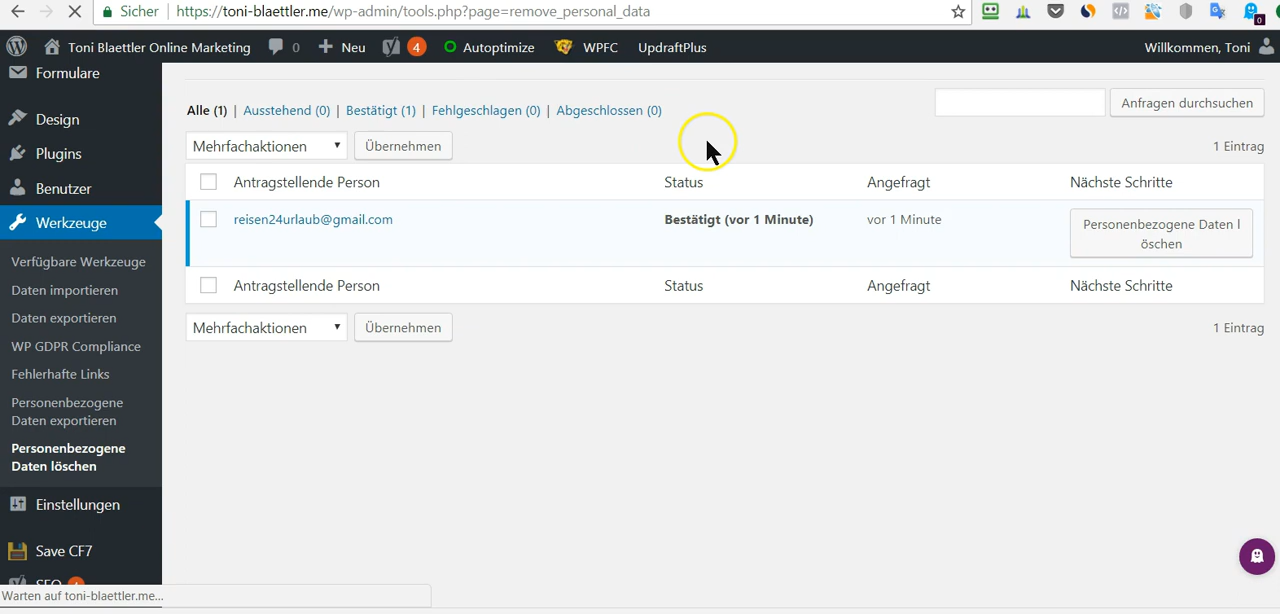 Sicher https://toni-blaettler.me/wp-admin/tools.php?page=remove_personal_data
0
Toni Blaettler Online Marketing 0 Neu 4 Autoptimize WPFC UpdraftPlus Willkommen, Toni
Formulare
Design
Plugins
Benutzer
Werkzeuge
Verfügbare Werkzeuge
Daten importieren
Daten exportieren
WP GDPR Compliance
Fehlerhafte Links
Personenbezogene
Daten exportieren
Personenbezogene
Daten löschen
Einstellungen
Save CF7
SEO 4
Warten auf toni-blaettler.me...
Alle (1) | Ausstehend (0) | Bestätigt (1) | Fehlgeschlagen (0) | Abgeschlossen (0)
Anfragen durchsuchen
Mehrfachaktionen Übernehmen
1 Eintrag
Antragstellende Person Status Angefragt Nächste Schritte
reisen24urlaub@gmail.com Bestätigt (vor 1 Minute) vor 1 Minute
Personenbezogene Daten l
öschen
Antragstellende Person Status Angefragt Nächste Schritte
Mehrfachaktionen Übernehmen
1 Eintrag